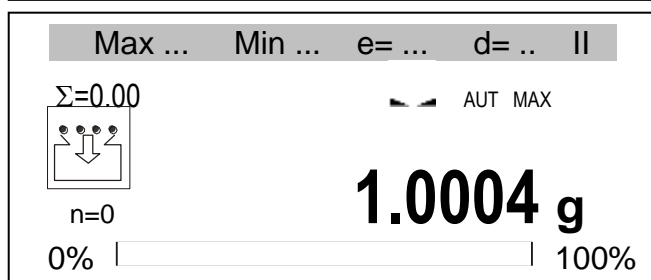 Max ... Min ... e= ... d= .. II
Σ=0.00
AUT MAX
1.0004 g
n=0
0% 100%